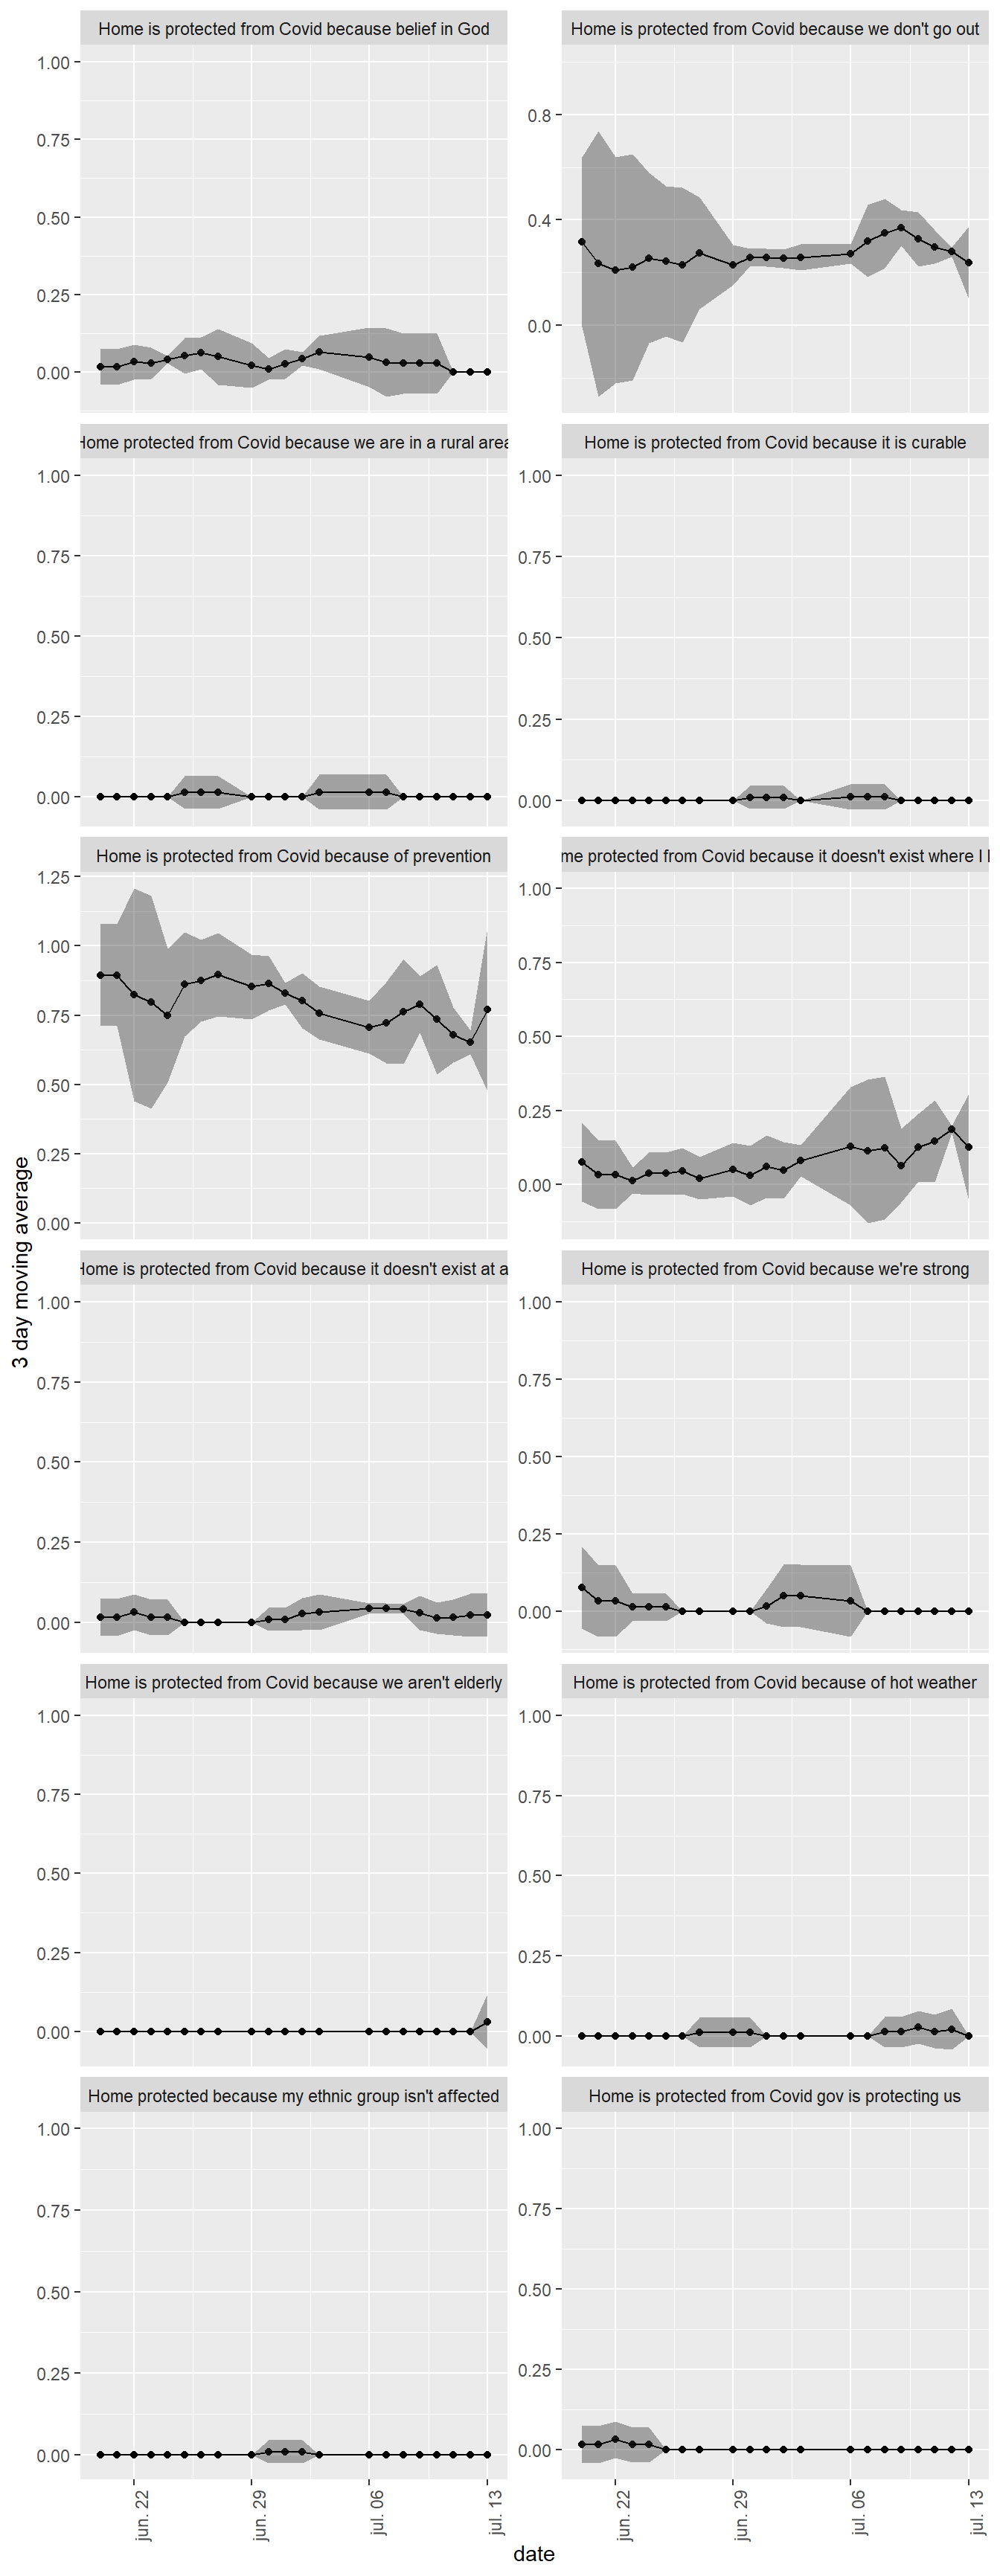 Home is protected from Covid because belief in God
Home is protected from Covid because we don't go out
1.00
0.75
0.50
0.25
0.00
0.8
0.4
0.0
Home protected from Covid because we are in a rural area
Home is protected from Covid because it is curable
1.00
0.75
0.50
0.25
0.00
1.00
0.75
0.50
0.25
0.00
Home is protected from Covid because of prevention
me protected from Covid because it doesn't exist where I l
1.25
1.00
0.75
0.50
0.25
0.00
1.00
0.75
0.50
0.25
0.00
3 day moving average
Home is protected from Covid because it doesn't exist at a
Home is protected from Covid because we're strong
1.00
0.75
0.50
0.25
0.00
1.00
0.75
0.50
0.25
0.00
Home is protected from Covid because we aren't elderly
Home is protected from Covid because of hot weather
1.00
0.75
0.50
0.25
0.00
1.00
0.75
0.50
0.25
0.00
Home protected because my ethnic group isn't affected
Home is protected from Covid gov is protecting us
1.00
0.75
0.50
0.25
0.00
1.00
0.75
0.50
0.25
0.00
jun. 22
jun. 29
jul. 06
jul. 13
jun. 22
jun. 29
jul. 06
jul. 13
date